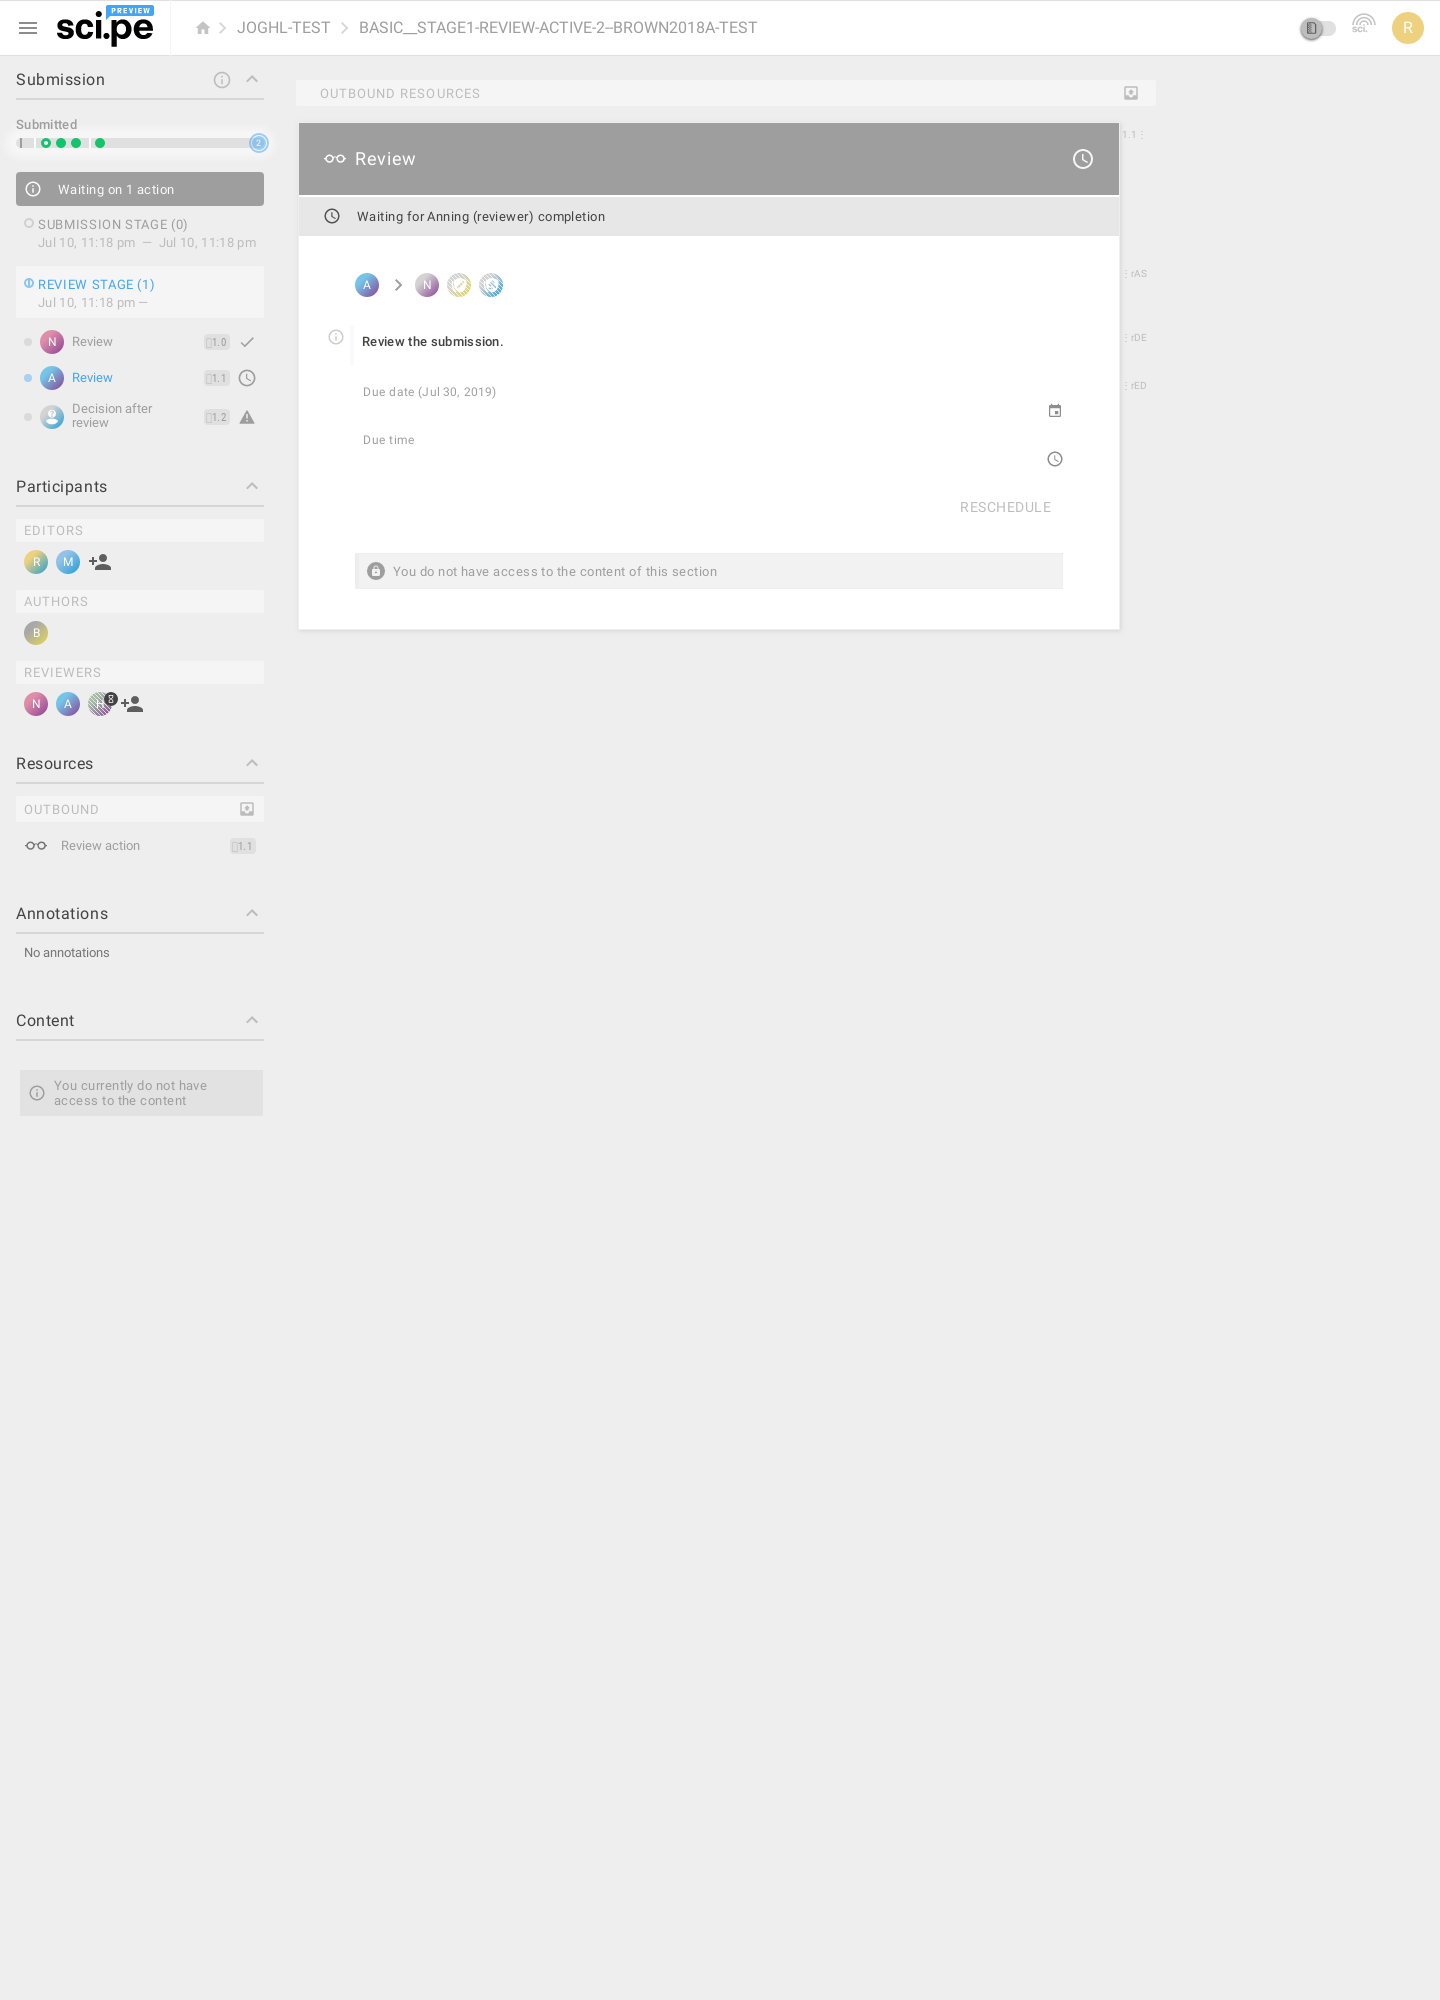 PREVIEW
sci.pe
JOGHL-TEST
BASIC__STAGE1-REVIEW-ACTIVE-2–BROWN2018A-TEST
sci.
R
Submission
Submitted
2
Waiting on 1 action
SUBMISSION STAGE (0)
Jul 10, 11:18 pm — Jul 10, 11:18 pm
REVIEW STAGE (1)
Jul 10, 11:18 pm —
N Review 1.0
A Review 1.1
? Decision after
review
1.2
Participants
EDITORS
R M
AUTHORS
B
REVIEWERS
N A H
Resources
OUTBOUND
Review action 1.1
Annotations
No annotations
Content
You currently do not have
access to the content
OUTBOUND RESOURCES
1.1
Review
Waiting for Anning (reviewer) completion
A N
rAS
Review the submission.
rDE
Due date (Jul 30, 2019)
rED
Due time
RESCHEDULE
You do not have access to the content of this section